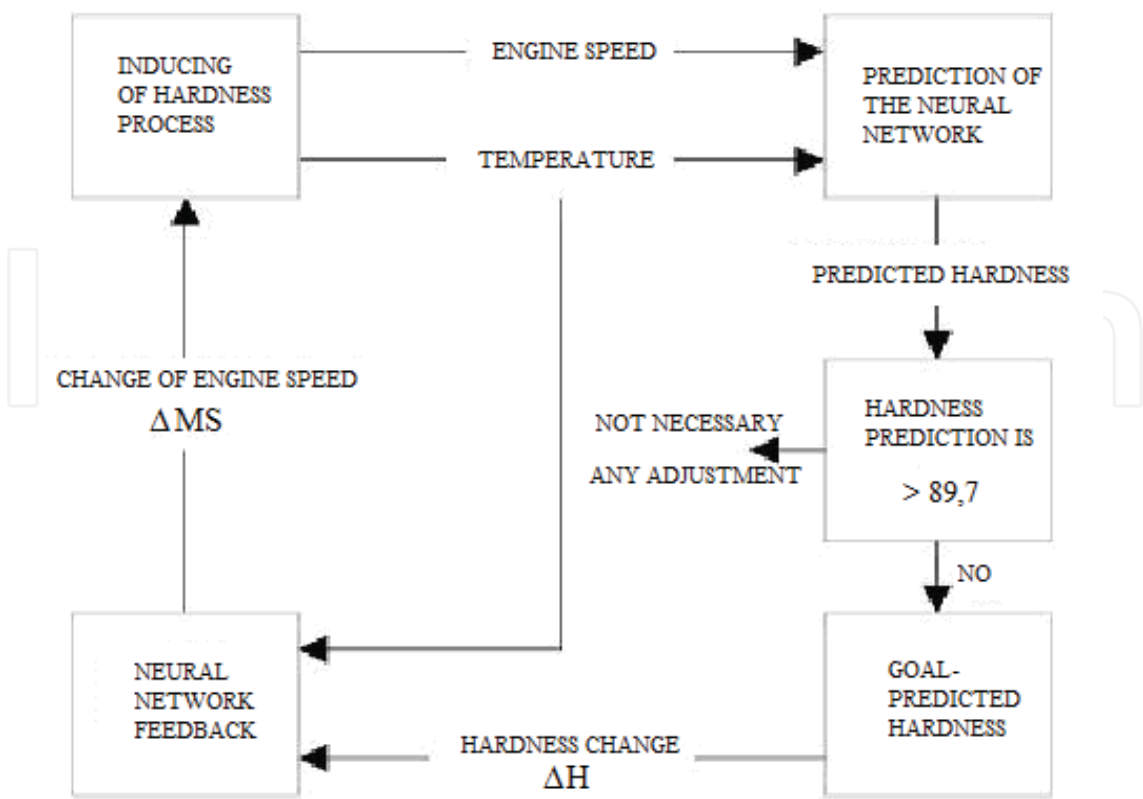 INDUCING
OF HARDNESS
PROCESS
ENGINE SPEED
TEMPERATURE
PREDICTION OF
THE NEURAL
NETWORK
PREDICTED HARDNESS
CHANGE OF ENGINE SPEED
ΔMS
NOT NECESSARY
ANY ADJUSTMENT
HARDNESS
PREDICTION IS
> 89,7
NO
NEURAL
NETWORK
FEEDBACK
HARDNESS CHANGE
ΔH
GOAL-
PREDICTED
HARDNESS